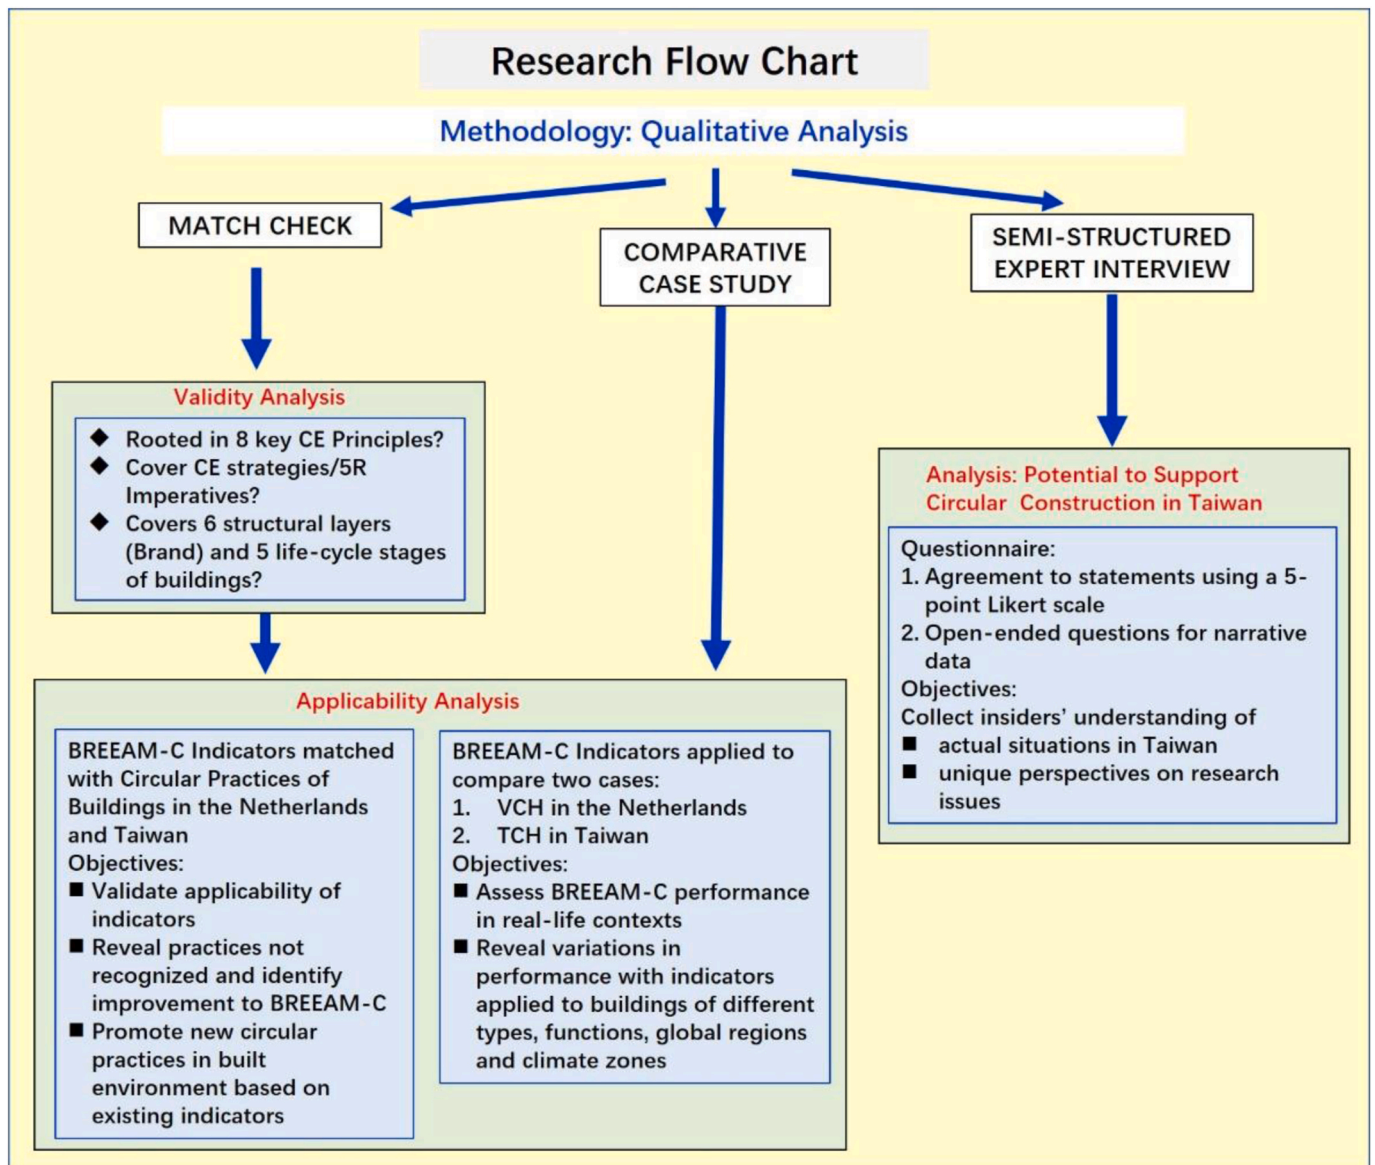 Research Flow Chart
Methodology: Qualitative Analysis
MATCH CHECK
COMPARATIVE
CASE STUDY
SEMI-STRUCTURED
EXPERT INTERVIEW
Validity Analysis
◆ Rooted in 8 key CE Principles?
◆ Cover CE strategies/5R
Imperatives?
◆ Covers 6 structural layers
(Brand) and 5 life-cycle stages
of buildings?
Applicability Analysis
BREEAM-C Indicators matched
with Circular Practices of
Buildings in the Netherlands
and Taiwan
Objectives:
■ Validate applicability of
indicators
■ Reveal practices not
recognized and identify
improvement to BREEAM-C
■ Promote new circular
practices in built
environment based on
existing indicators
BREEAM-C Indicators applied to
compare two cases:
1. VCH in the Netherlands
2. TCH in Taiwan
Objectives:
■ Assess BREEAM-C performance
in real-life contexts
■ Reveal variations in
performance with indicators
applied to buildings of different
types, functions, global regions
and climate zones
Analysis: Potential to Support
Circular Construction in Taiwan
Questionnaire:
1. Agreement to statements using a 5-
point Likert scale
2. Open-ended questions for narrative
data
Objectives:
Collect insiders’ understanding of
■ actual situations in Taiwan
■ unique perspectives on research
issues